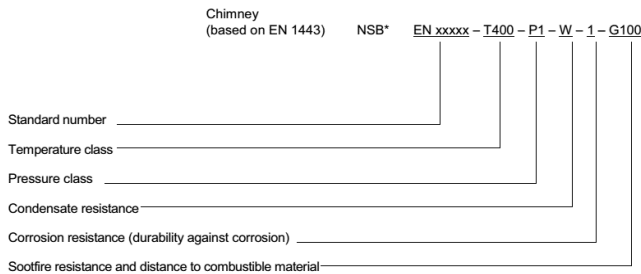 Chimney
(based on EN 1443) NSB* EN xxxxx – T400 – P1 – W – 1 – G100
Standard number
Temperature class
Pressure class
Condensate resistance
Corrosion resistance (durability against corrosion)
Sootfire resistance and distance to combustible material